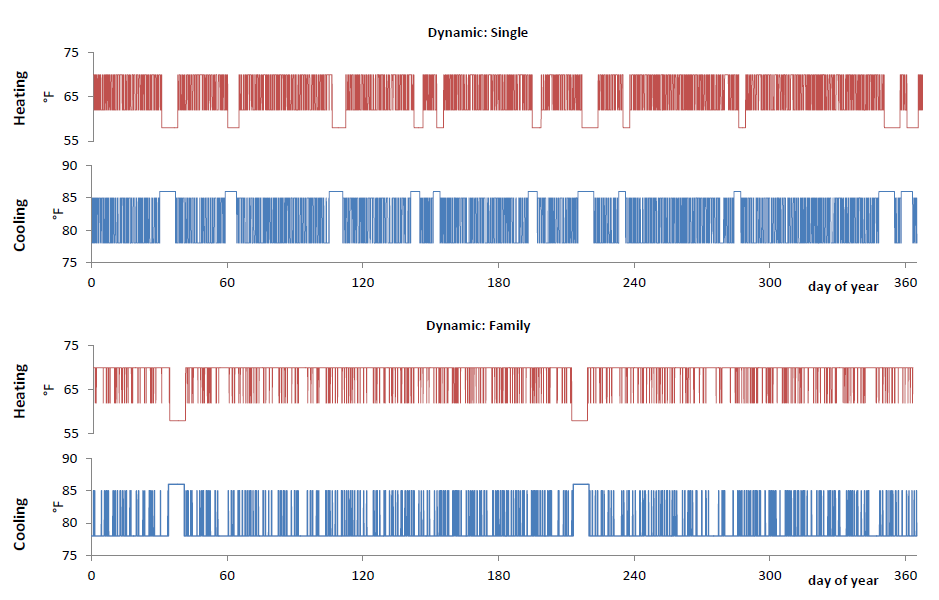 Dynamic: Single
75
65
55
Heating
°F
90
85
80
75
Cooling
°F
0 60 120 180 240 300 360
day of year
Dynamic: Family
75
65
55
Heating
°F
90
85
80
75
Cooling
°F
0 60 120 180 240 300 360
day of year